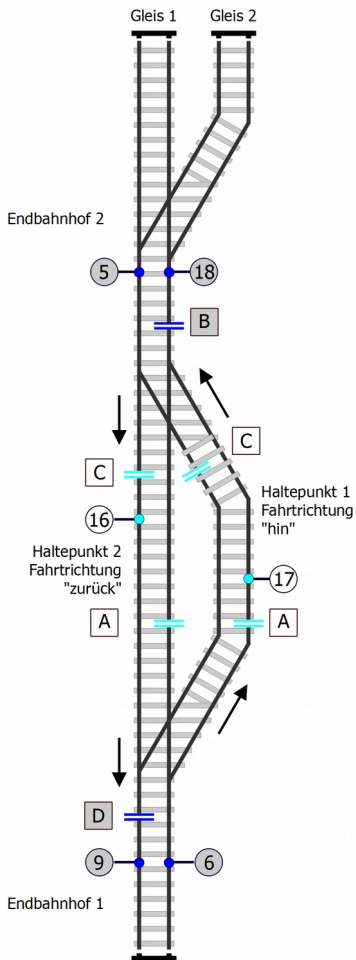 Gleis 1
Gleis 2
Endbahnhof 2
5
18
B
C
C
Haltepunkt 1
Fahrtrichtung
"hin"
16
Haltepunkt 2
Fahrtrichtung
"zurück"
17
A
A
D
9
6
Endbahnhof 1